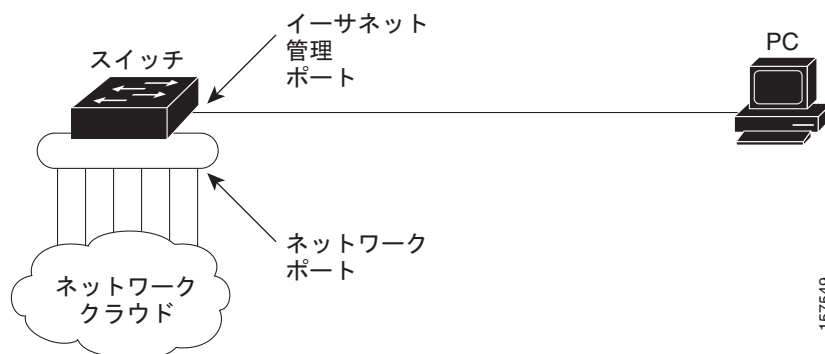 イーサネット
管理
ポート
スイッチ
PC
ネットワーク
ポート
ネットワーク
クラウド
157549